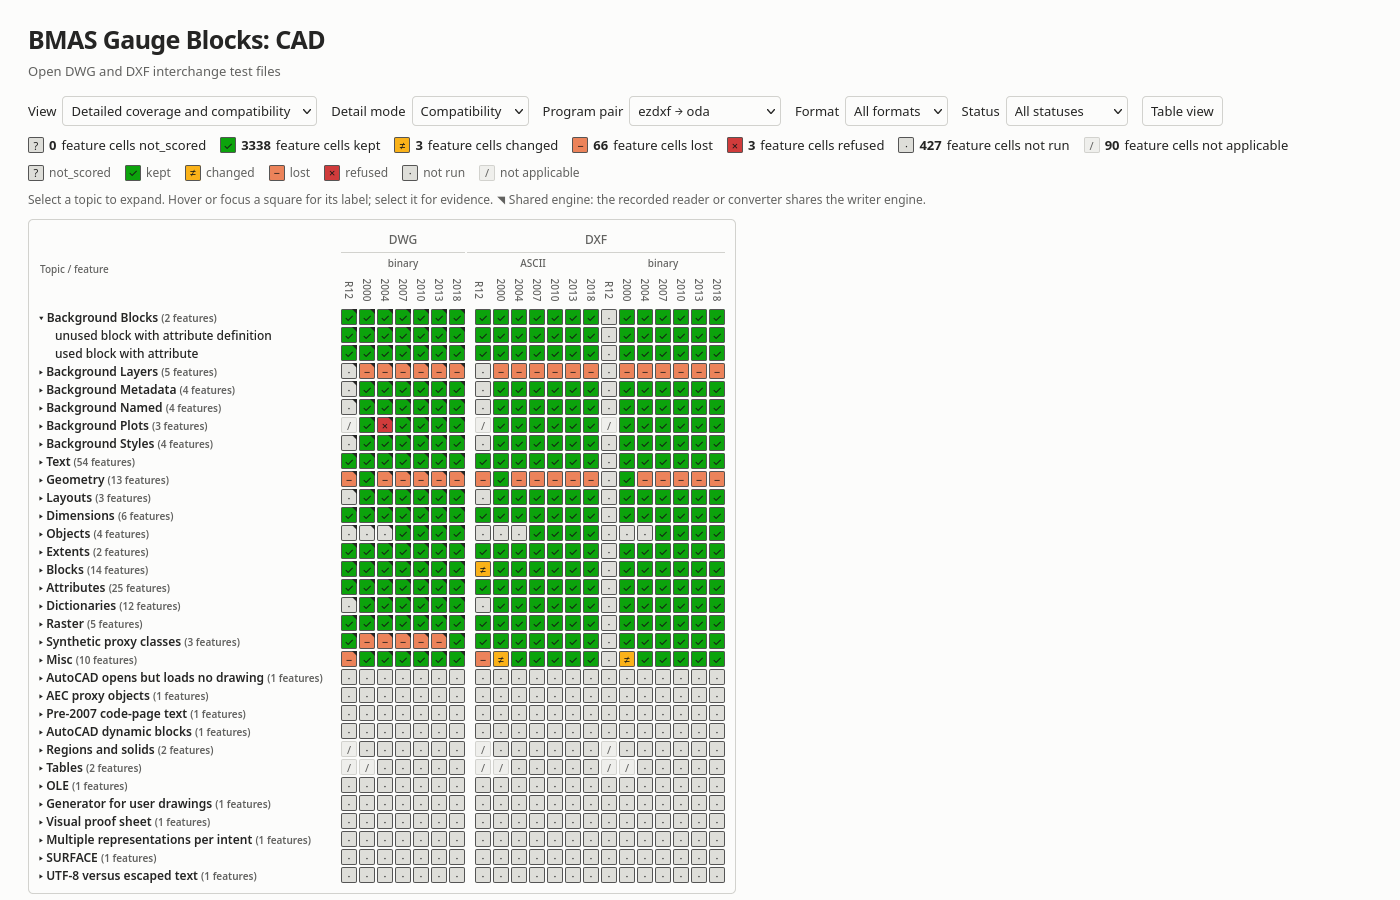 BMAS Gauge Blocks: CAD
Open DWG and DXF interchange test files
View Detailed coverage and compatibility Detail mode Compatibility Program pair ezdxf → oda Format All formats Status All statuses Table view
? 0 feature cells not_scored ✓ 3338 feature cells kept ≠ 3 feature cells changed − 66 feature cells lost × 3 feature cells refused · 427 feature cells not run / 90 feature cells not applicable
? not_scored ✓ kept ≠ changed − lost × refused · not run / not applicable
Select a topic to expand. Hover or focus a square for its label; select it for evidence. ◥ Shared engine: the recorded reader or converter shares the writer engine.
DWG DXF
binary ASCII binary
Topic / feature
R12 2000 2004 2007 2010 2013 2018 R12 2000 2004 2007 2010 2013 2018 R12 2000 2004 2007 2010 2013 2018
▾ Background Blocks (2 features)
unused block with attribute definition
used block with attribute
▸ Background Layers (5 features)
▸ Background Metadata (4 features)
▸ Background Named (4 features)
▸ Background Plots (3 features)
▸ Background Styles (4 features)
▸ Text (54 features)
▸ Geometry (13 features)
▸ Layouts (3 features)
▸ Dimensions (6 features)
▸ Objects (4 features)
▸ Extents (2 features)
▸ Blocks (14 features)
▸ Attributes (25 features)
▸ Dictionaries (12 features)
▸ Raster (5 features)
▸ Synthetic proxy classes (3 features)
▸ Misc (10 features)
▸ AutoCAD opens but loads no drawing (1 features)
▸ AEC proxy objects (1 features)
▸ Pre-2007 code-page text (1 features)
▸ AutoCAD dynamic blocks (1 features)
▸ Regions and solids (2 features)
▸ Tables (2 features)
▸ OLE (1 features)
▸ Generator for user drawings (1 features)
▸ Visual proof sheet (1 features)
▸ Multiple representations per intent (1 features)
▸ SURFACE (1 features)
▸ UTF-8 versus escaped text (1 features)